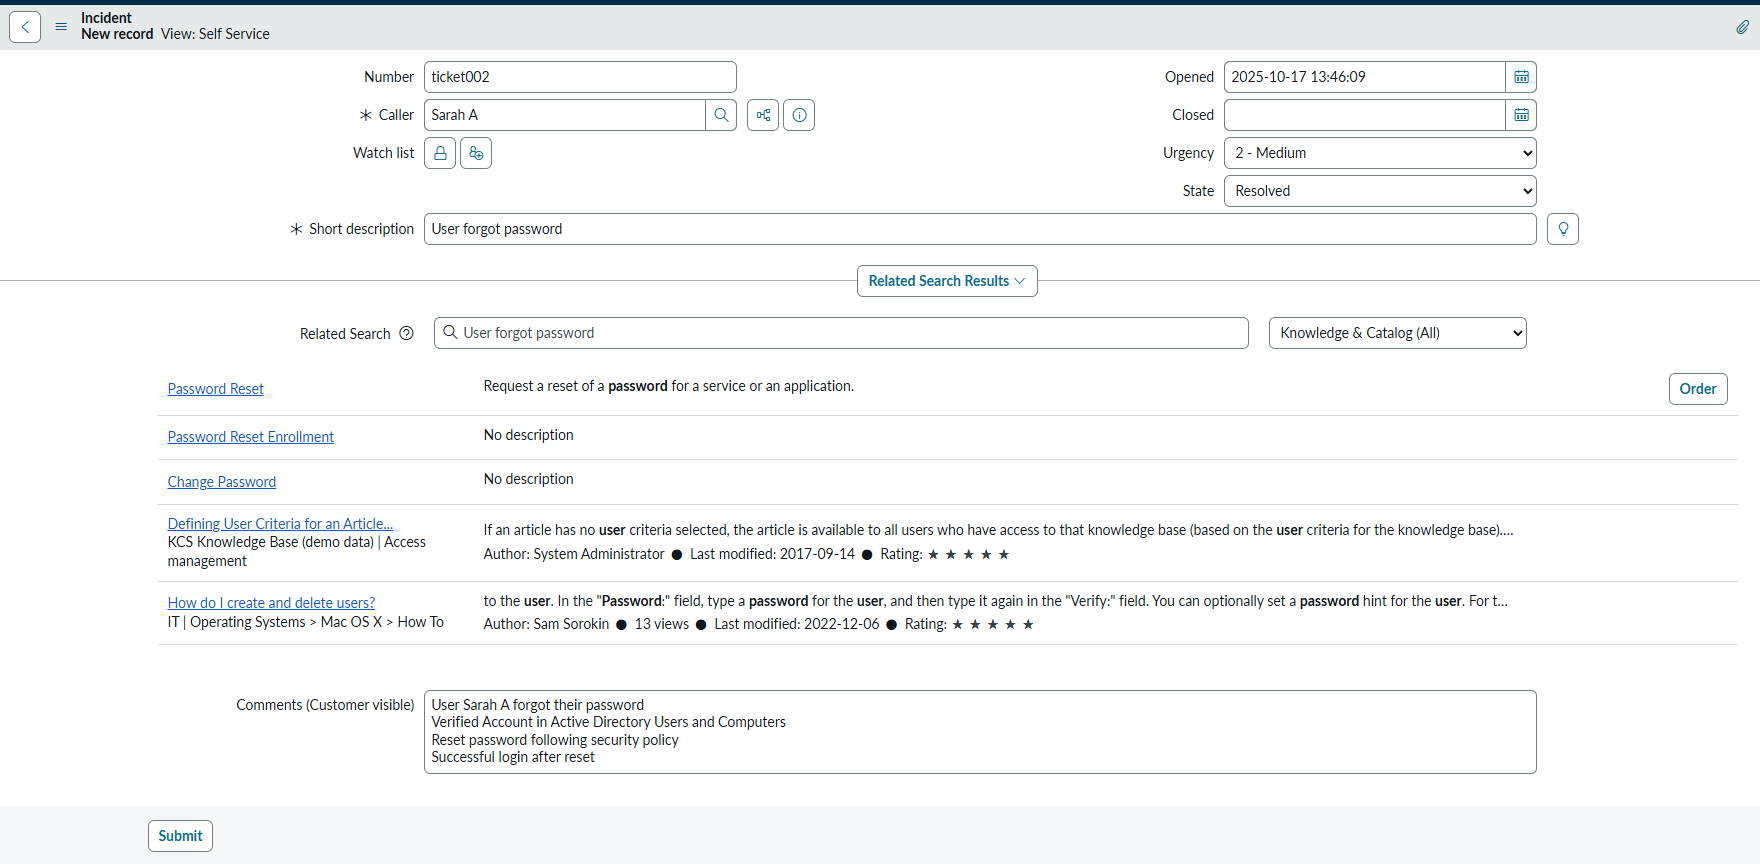 Incident
New record View: Self Service
Number ticket002
Opened 2025-10-17 13:46:09
Caller Sarah A
Closed
Watch list
Urgency 2 - Medium
State Resolved
Short description User forgot password
Related Search Results
Related Search User forgot password Knowledge & Catalog (All)
Password Reset Request a reset of a password for a service or an application. Order
Password Reset Enrollment No description
Change Password No description
Defining User Criteria for an Article...
KCS Knowledge Base (demo data) | Access
management
If an article has no user criteria selected, the article is available to all users who have access to that knowledge base (based on the user criteria for the knowledge base)....
Author: System Administrator ● Last modified: 2017-09-14 ● Rating: ★ ★ ★ ★ ★
How do I create and delete users?
IT | Operating Systems > Mac OS X > How To
to the user. In the "Password:" field, type a password for the user, and then type it again in the "Verify:" field. You can optionally set a password hint for the user. For t...
Author: Sam Sorokin ● 13 views ● Last modified: 2022-12-06 ● Rating: ★ ★ ★ ★ ★
Comments (Customer visible)
User Sarah A forgot their password
Verified Account in Active Directory Users and Computers
Reset password following security policy
Successful login after reset
Submit